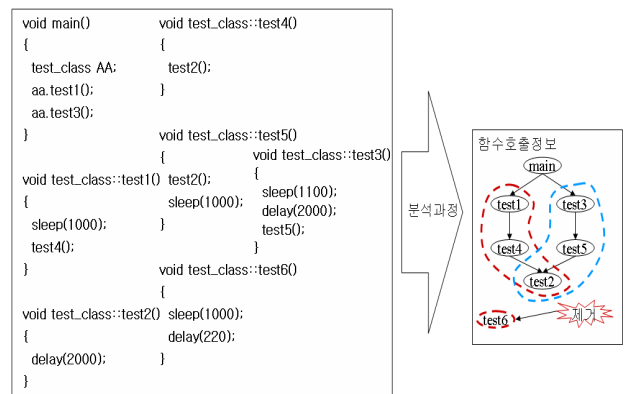 void main()
{
test_class AA;
aa.test1();
aa.test3();
}
void test_class::test1()
{
sleep(1000);
test4();
}
void test_class::test2()
{
delay(2000);
}
void test_class::test4()
{
test2();
}
void test_class::test5()
{
test2();
sleep(1000);
}
void test_class::test6()
{
sleep(1000);
delay(220);
}
void test_class::test3()
{
sleep(1100);
delay(2000);
test5();
}
분석과정
함수호출정보
main
test1
test3
test4
test5
test2
test6
제거